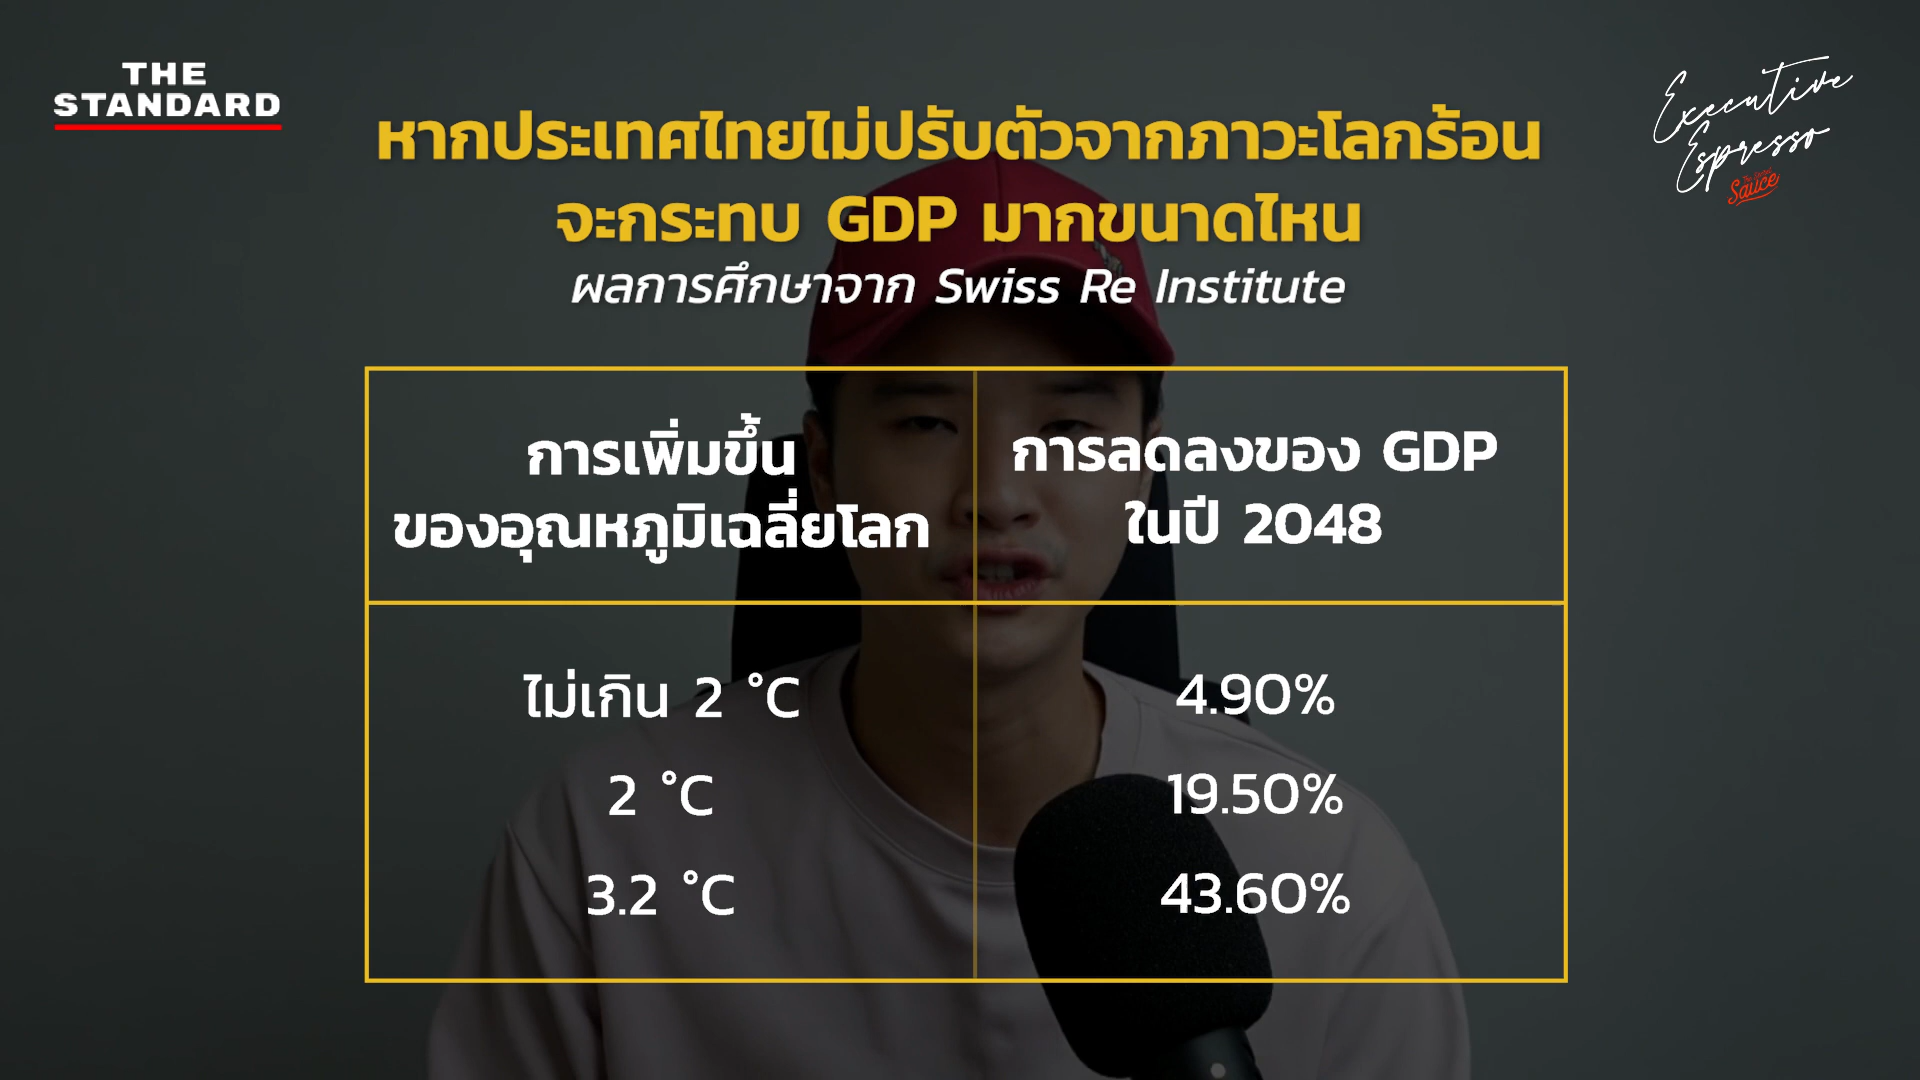 THE
STANDARD
Executive
Espresso
The Secret
Sauce
หากประเทศไทยไม่ปรับตัวจากภาวะโลกร้อน
จะกระทบ GDP มากขนาดไหน
ผลการศึกษาจาก Swiss Re Institute
การเพิ่มขึ้น
ของอุณหภูมิเฉลี่ยโลก
การลดลงของ GDP
ในปี 2048
ไม่เกิน 2 °C
4.90%
2 °C
19.50%
3.2 °C
43.60%